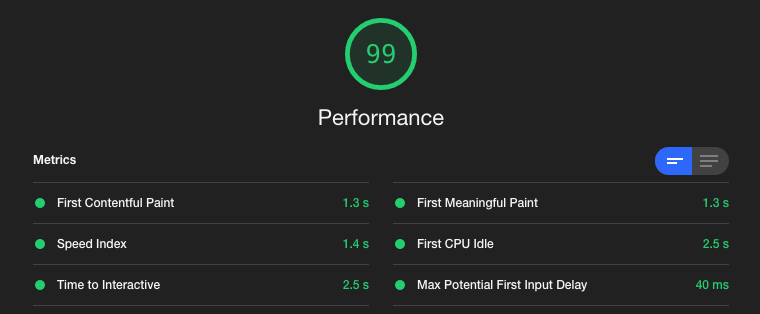 99
Performance
Metrics
First Contentful Paint 1.3 s
First Meaningful Paint 1.3 s
Speed Index 1.4 s
First CPU Idle 2.5 s
Time to Interactive 2.5 s
Max Potential First Input Delay 40 ms